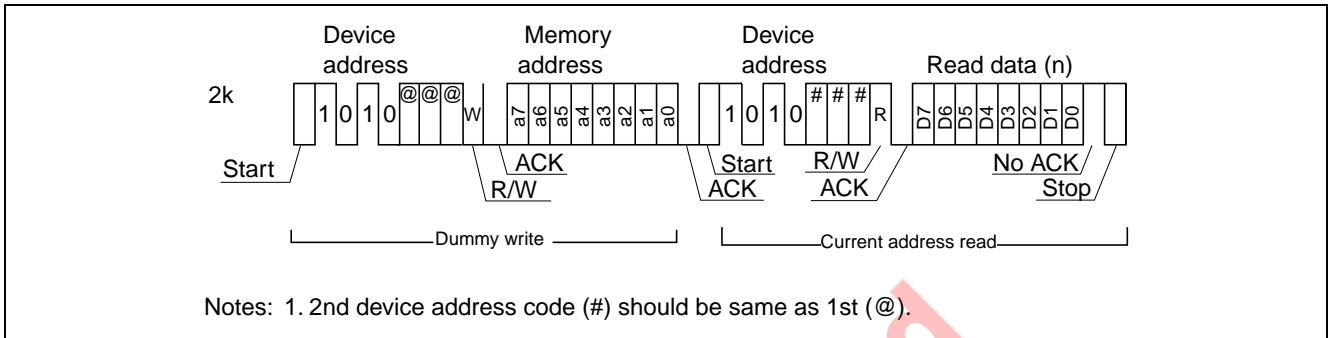 Device Memory Device
address address address Read data (n)
2k
1 0 1 0 @ @ @ W a7 a6 a5 a4 a3 a2 a1 a0 1 0 1 0 # # # R D7 D6 D5 D4 D3 D2 D1 D0
Start ACK Start R/W No ACK
R/W ACK ACK Stop
Dummy write Current address read
Notes: 1. 2nd device address code (#) should be same as 1st (@).